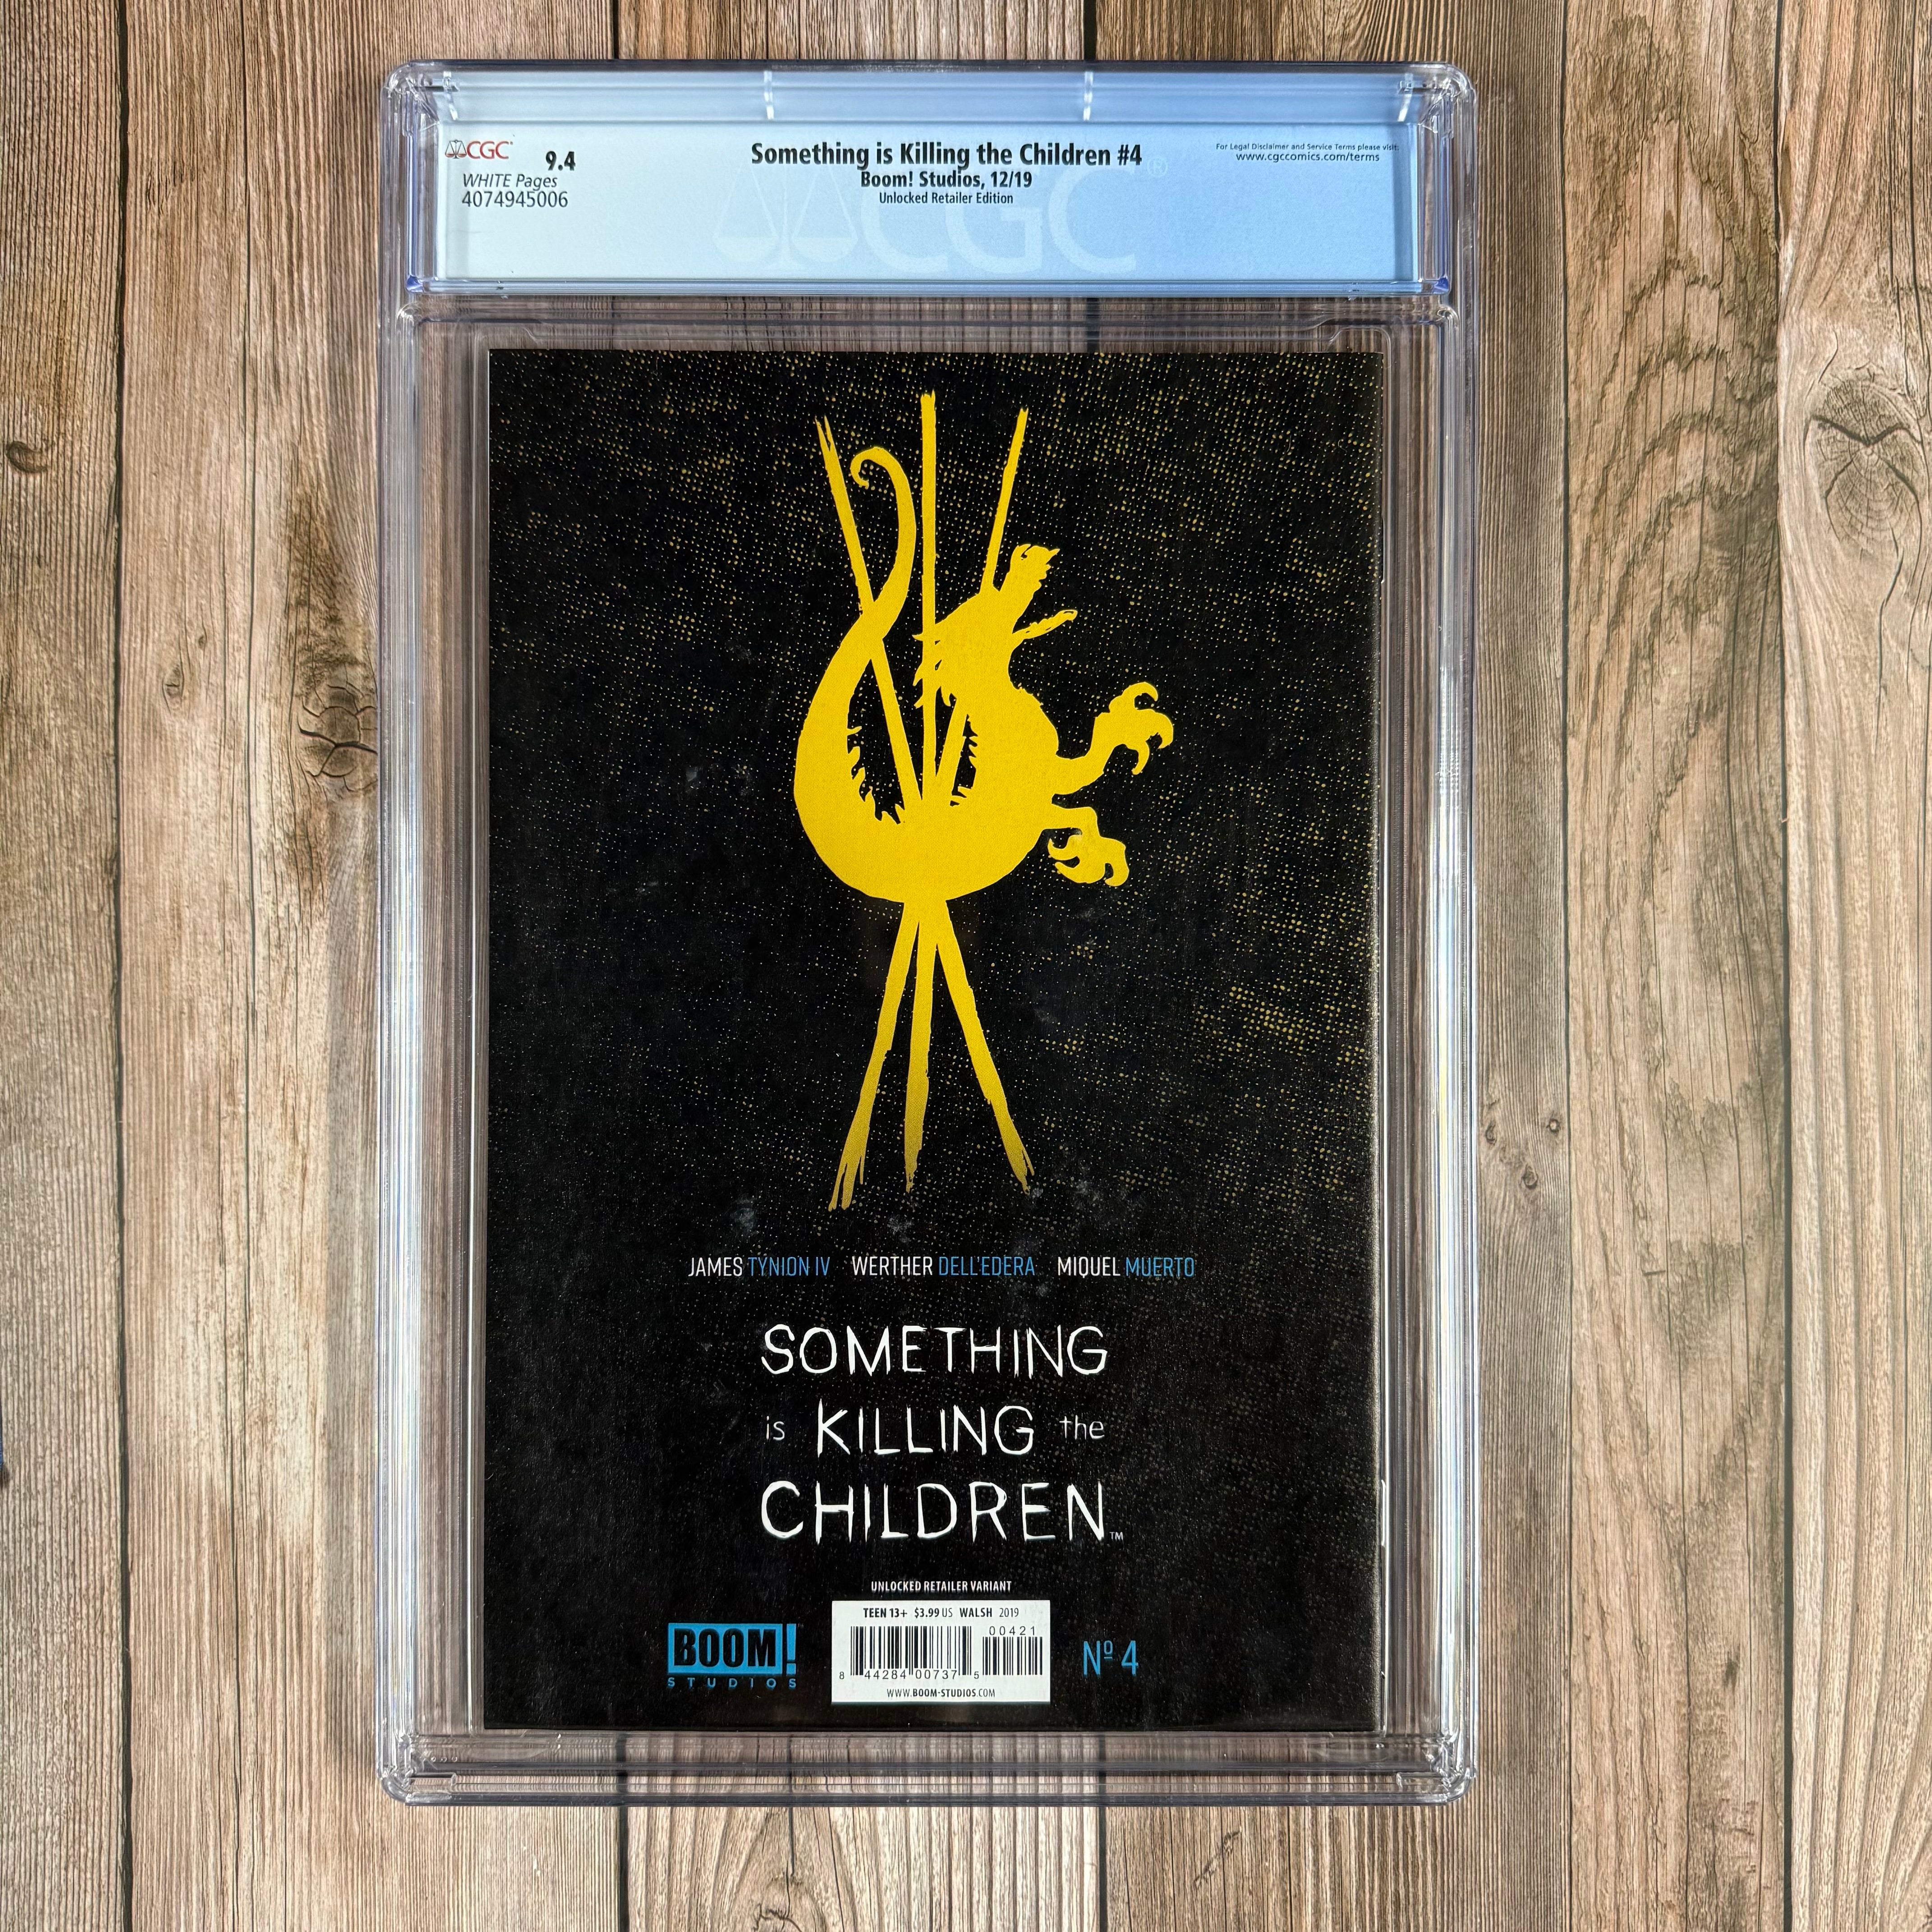 CGC
9.4
WHITE Pages
4074945006
Something is Killing the Children #4
Boom! Studios, 12/19
Unlocked Retailer Edition
For Legal Disclaimer and Service Terms please visit:
www.cgccomics.com/terms
CGC®
JAMES TYNION IV WERTHER DELL'EDERA MIQUEL MUERTO
SOMETHING
is KILLING the
CHILDREN™
UNLOCKED RETAILER VARIANT
BOOM!
STUDIOS
TEEN 13+ $3.99 US WALSH 2019
00421
8 44284 00737 5
WWW.BOOM-STUDIOS.COM
Nº 4